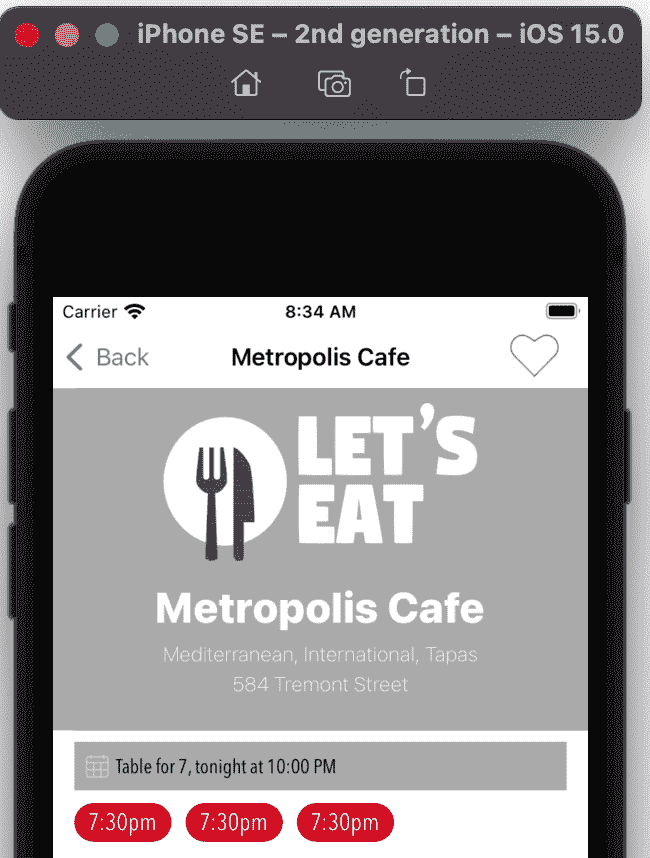 iPhone SE – 2nd generation – iOS 15.0
Carrier 8:34 AM
Back Metropolis Cafe
LET'S
EAT
Metropolis Cafe
Mediterranean, International, Tapas
584 Tremont Street
Table for 7, tonight at 10:00 PM
7:30pm 7:30pm 7:30pm